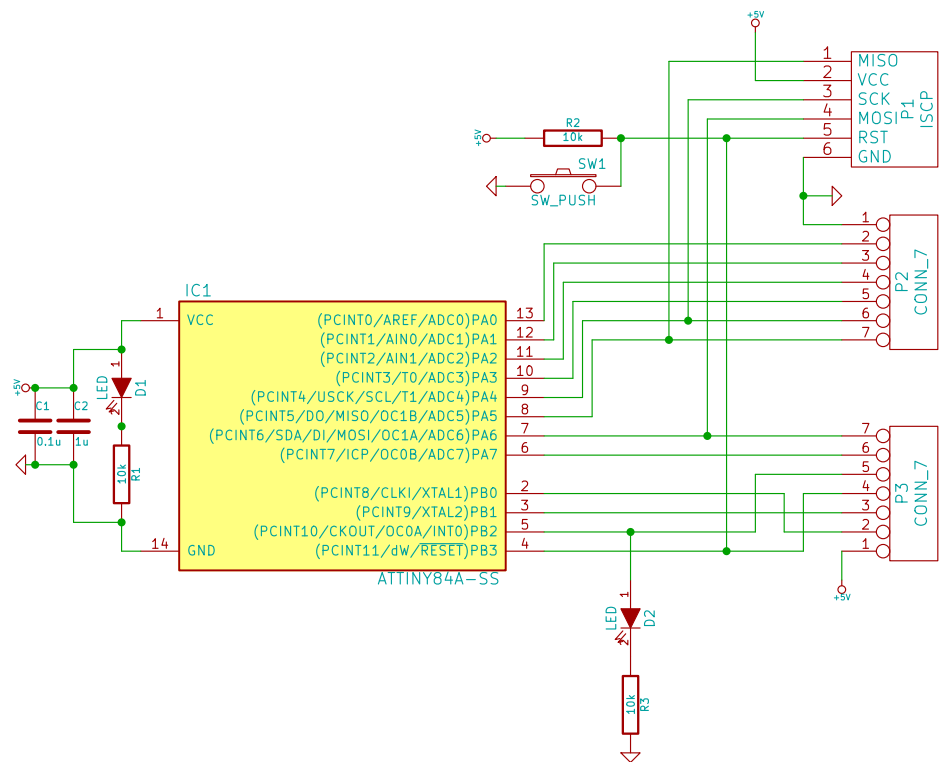 +5V
1 MISO
2 VCC
3 SCK
4 MOSI
5 RST
6 GND
P1
ISCP
+5V
R2
10k
SW1
SW_PUSH
1
2
3
4
5
6
7
P2
CONN_7
IC1
1 VCC
14 GND
(PCINT0/AREF/ADC0)PA0 13
(PCINT1/AIN0/ADC1)PA1 12
(PCINT2/AIN1/ADC2)PA2 11
(PCINT3/T0/ADC3)PA3 10
(PCINT4/USCK/SCL/T1/ADC4)PA4 9
(PCINT5/DO/MISO/OC1B/ADC5)PA5 8
(PCINT6/SDA/DI/MOSI/OC1A/ADC6)PA6 7
(PCINT7/ICP/OC0B/ADC7)PA7 6
(PCINT8/CLKI/XTAL1)PB0 2
(PCINT9/XTAL2)PB1 3
(PCINT10/CKOUT/OC0A/INT0)PB2 5
(PCINT11/dW/RESET)PB3 4
ATTINY84A-SS
+5V
C1
0.1u
C2
1u
LED
1
2
D1
10k
R1
7
6
5
4
3
2
1
P3
CONN_7
+5V
LED
1
2
D2
10k
R3